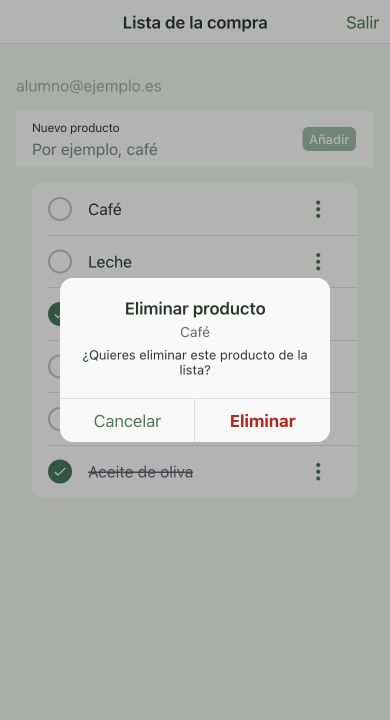 Lista de la compra
Salir
alumno@ejemplo.es
Nuevo producto
Por ejemplo, café
Añadir
Café
Leche
Eliminar producto
Café
¿Quieres eliminar este producto de la
lista?
Cancelar
Eliminar
Aceite de oliva